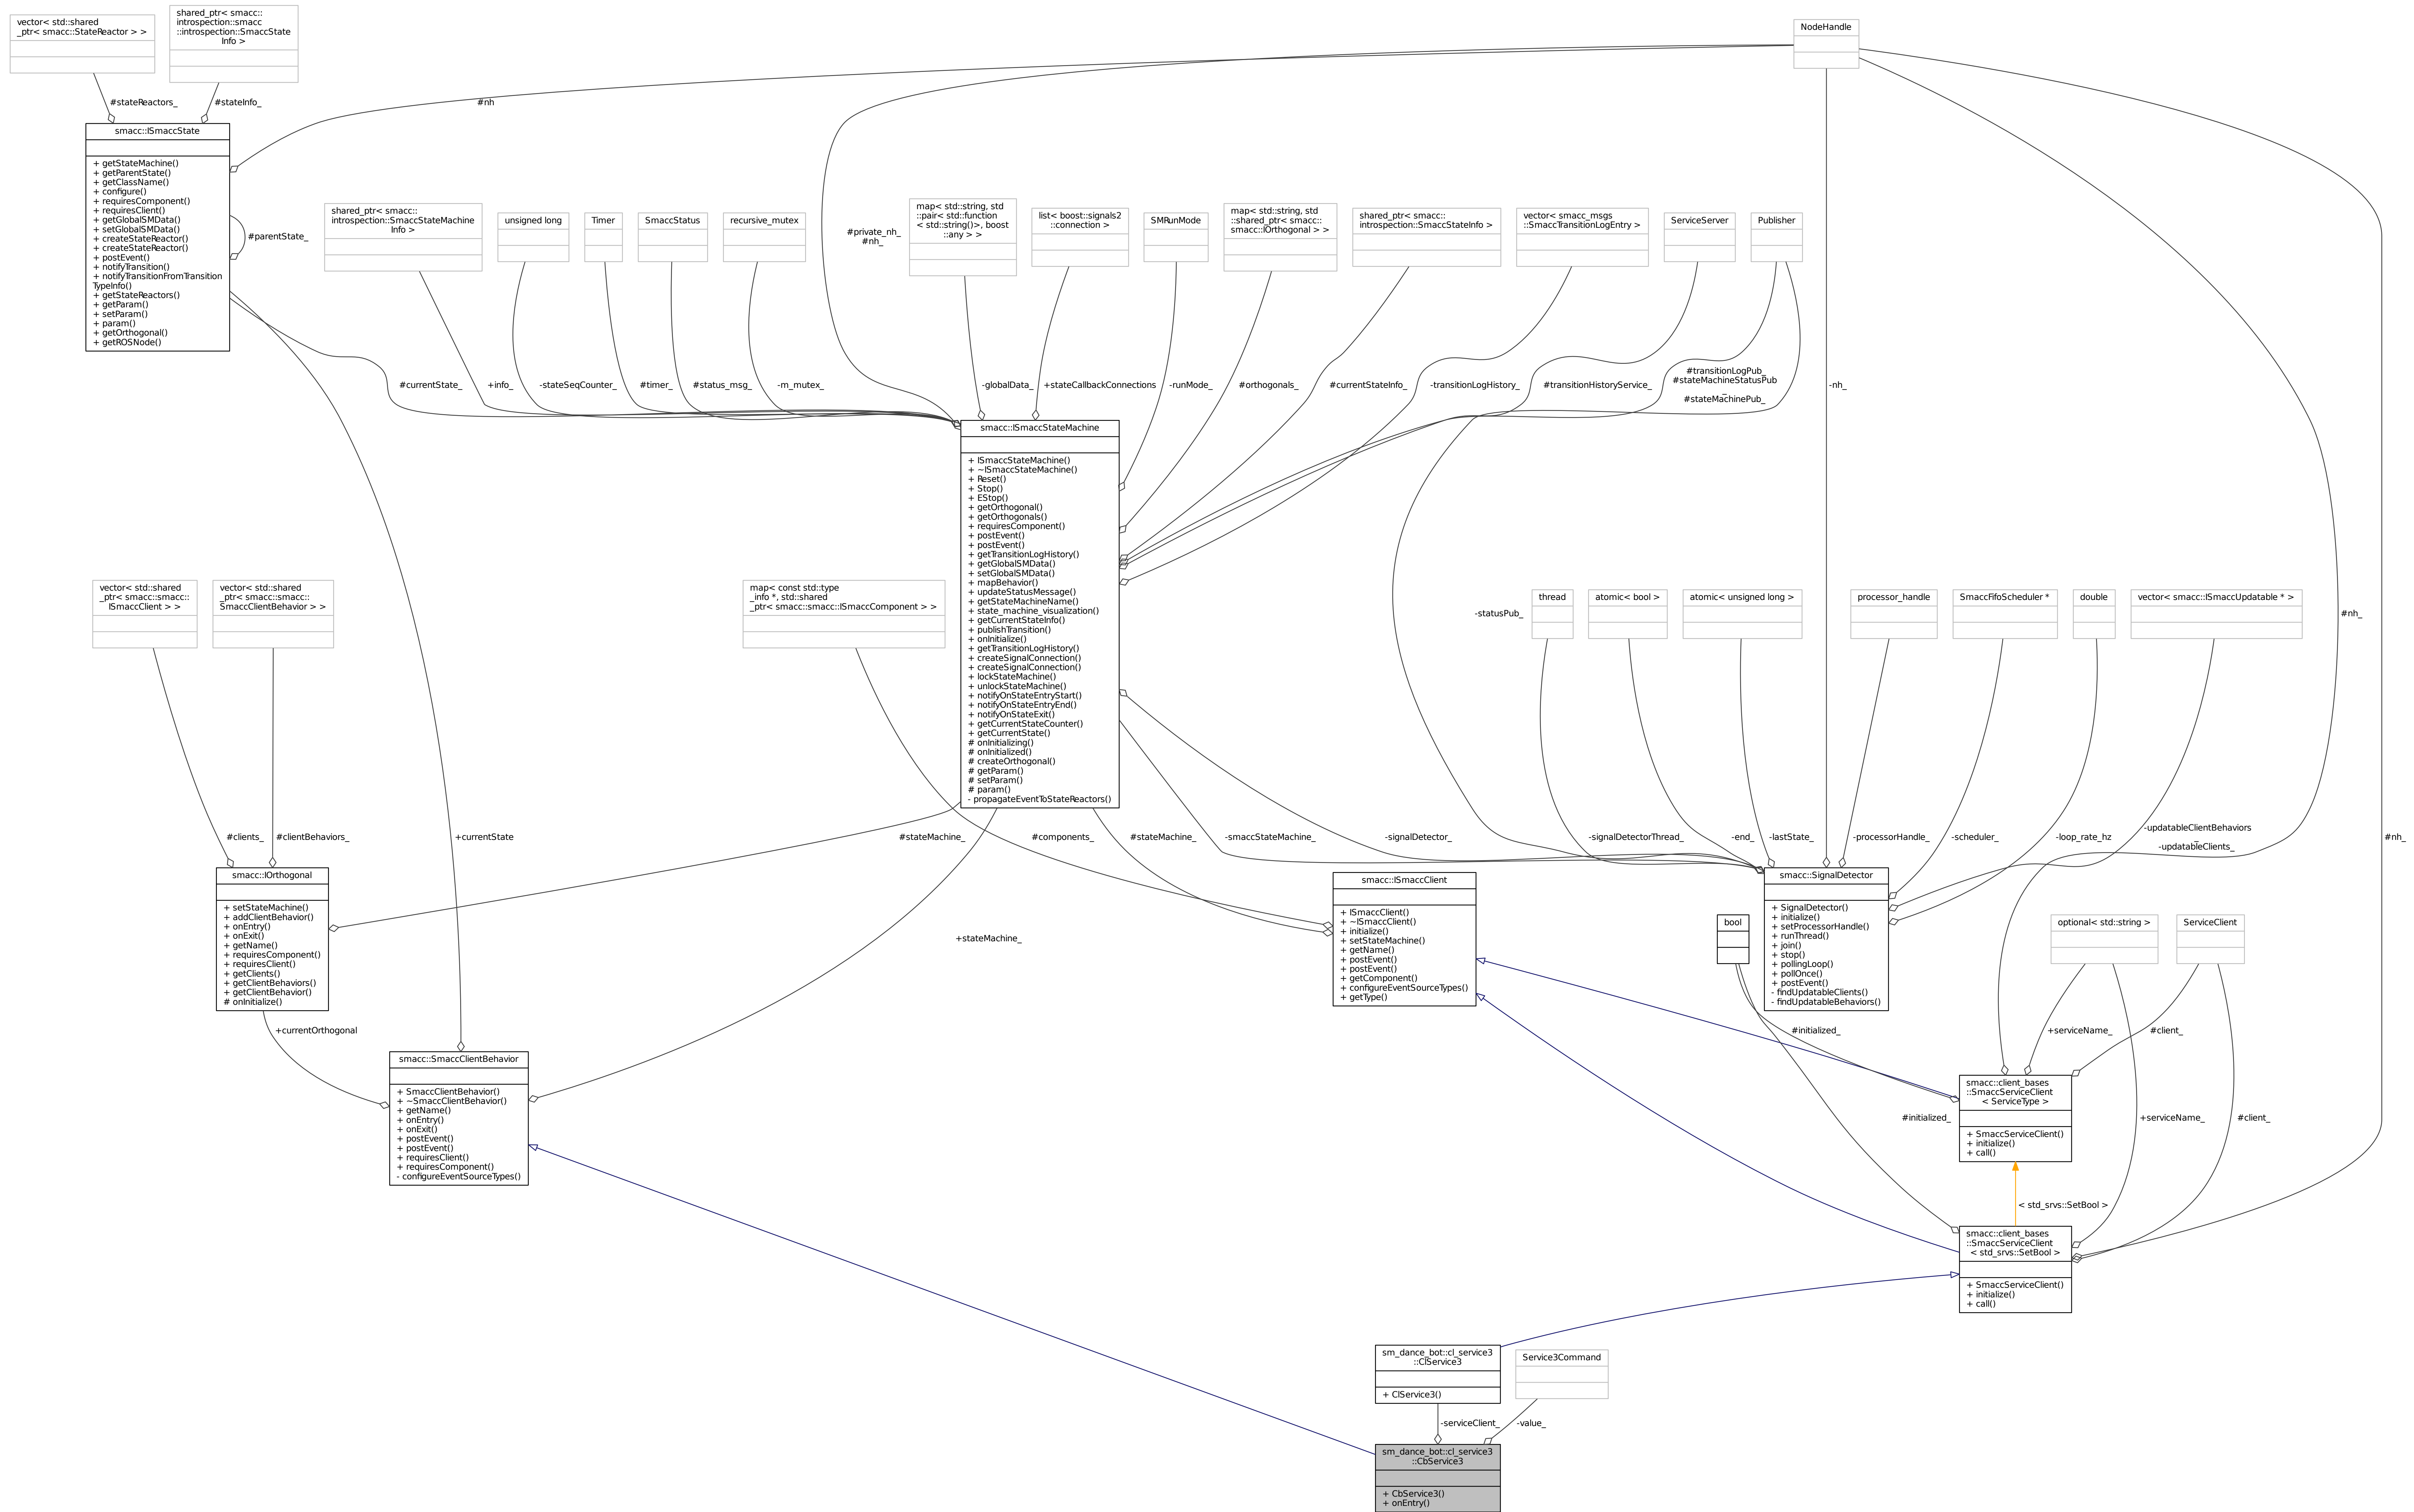 vector< std::shared
_ptr< smacc::StateReactor > >
shared_ptr< smacc::
introspection::smacc
::introspection::SmaccState
Info >
NodeHandle
#stateReactors_
#stateInfo_
#nh
smacc::ISmaccState
+ getStateMachine()
+ getParentState()
+ getClassName()
+ configure()
+ requiresComponent()
+ requiresClient()
+ getGlobalSMData()
+ setGlobalSMData()
+ createStateReactor()
+ createStateReactor()
+ postEvent()
+ notifyTransition()
+ notifyTransitionFromTransition
TypeInfo()
+ getStateReactors()
+ getParam()
+ setParam()
+ param()
+ getOrthogonal()
+ getROSNode()
#parentState_
shared_ptr< smacc::
introspection::SmaccStateMachine
Info >
unsigned long
Timer
SmaccStatus
recursive_mutex
#private_nh_
#nh_
map< std::string, std
::pair< std::function
< std::string()>, boost
::any > >
list< boost::signals2
::connection >
SMRunMode
map< std::string, std
::shared_ptr< smacc::
smacc::IOrthogonal > >
shared_ptr< smacc::
introspection::SmaccStateInfo >
vector< smacc_msgs
::SmaccTransitionLogEntry >
ServiceServer
Publisher
#currentState_
+info_
-stateSeqCounter_
#timer_
#status_msg_
-m_mutex_
-globalData_
+stateCallbackConnections
-runMode_
#orthogonals_
#currentStateInfo_
-transitionLogHistory_
#transitionHistoryService_
#transitionLogPub_
#stateMachineStatusPub
_
#stateMachinePub_
-nh_
smacc::ISmaccStateMachine
+ ISmaccStateMachine()
+ ~ISmaccStateMachine()
+ Reset()
+ Stop()
+ EStop()
+ getOrthogonal()
+ getOrthogonals()
+ requiresComponent()
+ postEvent()
+ postEvent()
+ getTransitionLogHistory()
+ getGlobalSMData()
+ setGlobalSMData()
+ mapBehavior()
+ updateStatusMessage()
+ getStateMachineName()
+ state_machine_visualization()
+ getCurrentStateInfo()
+ publishTransition()
+ onInitialize()
+ getTransitionLogHistory()
+ createSignalConnection()
+ createSignalConnection()
+ lockStateMachine()
+ unlockStateMachine()
+ notifyOnStateEntryStart()
+ notifyOnStateEntryEnd()
+ notifyOnStateExit()
+ getCurrentStateCounter()
+ getCurrentState()
# onInitializing()
# onInitialized()
# createOrthogonal()
# getParam()
# setParam()
# param()
- propagateEventToStateReactors()
vector< std::shared
_ptr< smacc::smacc::
ISmaccClient > >
vector< std::shared
_ptr< smacc::smacc::
SmaccClientBehavior > >
map< const std::type
_info *, std::shared
_ptr< smacc::smacc::ISmaccComponent > >
-statusPub_
thread
atomic< bool >
atomic< unsigned long >
processor_handle
SmaccFifoScheduler *
double
vector< smacc::ISmaccUpdatable * >
#nh_
#clients_
#clientBehaviors_
+currentState
#stateMachine_
#components_
#stateMachine_
-smaccStateMachine_
-signalDetector_
-signalDetectorThread_
-end_
-lastState_
-processorHandle_
-scheduler_
-loop_rate_hz
-updatableClientBehaviors
_
-updatableClients_
#nh_
smacc::IOrthogonal
+ setStateMachine()
+ addClientBehavior()
+ onEntry()
+ onExit()
+ getName()
+ requiresComponent()
+ requiresClient()
+ getClients()
+ getClientBehaviors()
+ getClientBehavior()
# onInitialize()
+stateMachine_
smacc::ISmaccClient
+ ISmaccClient()
+ ~ISmaccClient()
+ initialize()
+ setStateMachine()
+ getName()
+ postEvent()
+ postEvent()
+ getComponent()
+ configureEventSourceTypes()
+ getType()
smacc::SignalDetector
+ SignalDetector()
+ initialize()
+ setProcessorHandle()
+ runThread()
+ join()
+ stop()
+ pollingLoop()
+ pollOnce()
+ postEvent()
- findUpdatableClients()
- findUpdatableBehaviors()
bool
optional< std::string >
ServiceClient
+currentOrthogonal
#initialized_
+serviceName_
#client_
smacc::SmaccClientBehavior
+ SmaccClientBehavior()
+ ~SmaccClientBehavior()
+ getName()
+ onEntry()
+ onExit()
+ postEvent()
+ postEvent()
+ requiresClient()
+ requiresComponent()
- configureEventSourceTypes()
smacc::client_bases
::SmaccServiceClient
< ServiceType >
+ SmaccServiceClient()
+ initialize()
+ call()
#initialized_
+serviceName_
#client_
< std_srvs::SetBool >
smacc::client_bases
::SmaccServiceClient
< std_srvs::SetBool >
+ SmaccServiceClient()
+ initialize()
+ call()
sm_dance_bot::cl_service3
::ClService3
+ ClService3()
Service3Command
-serviceClient_
-value_
sm_dance_bot::cl_service3
::CbService3
+ CbService3()
+ onEntry()